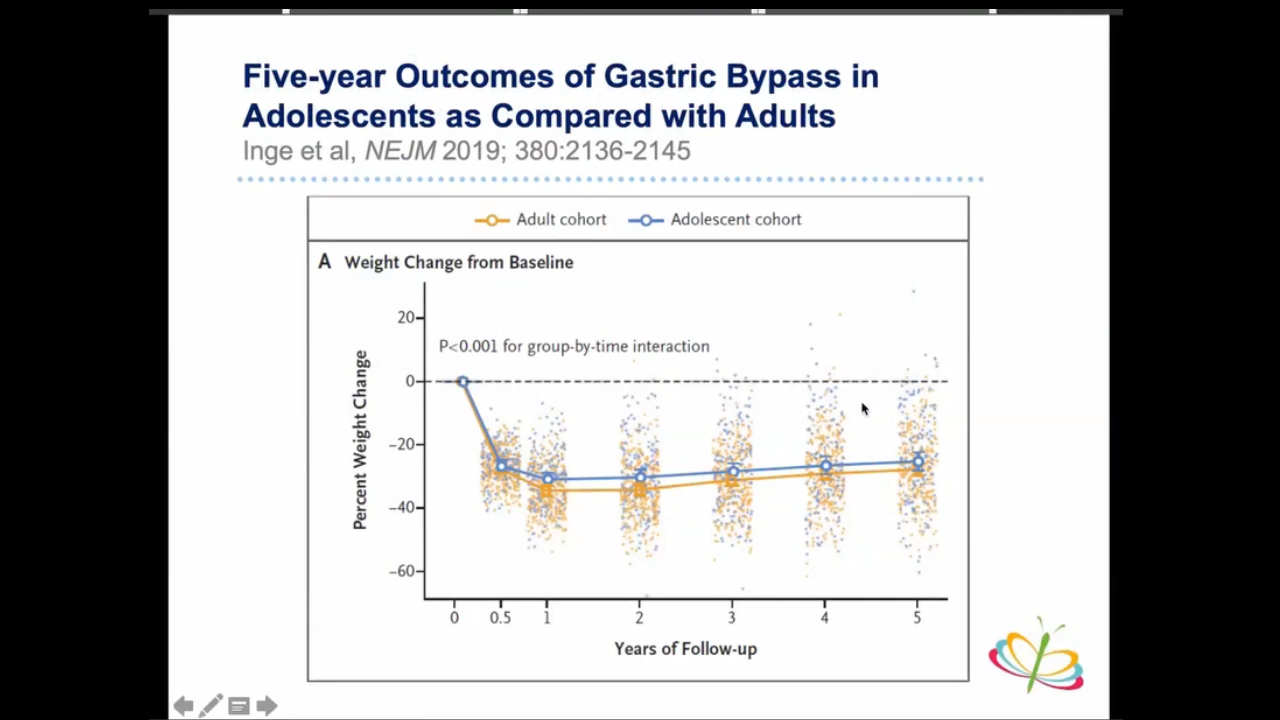 Five-year Outcomes of Gastric Bypass in
Adolescents as Compared with Adults
Inge et al, NEJM 2019; 380:2136-2145
Adult cohort Adolescent cohort
A Weight Change from Baseline
20
P<0.001 for group-by-time interaction
0
−20
−40
−60
Percent Weight Change
0 0.5 1 2 3 4 5
Years of Follow-up